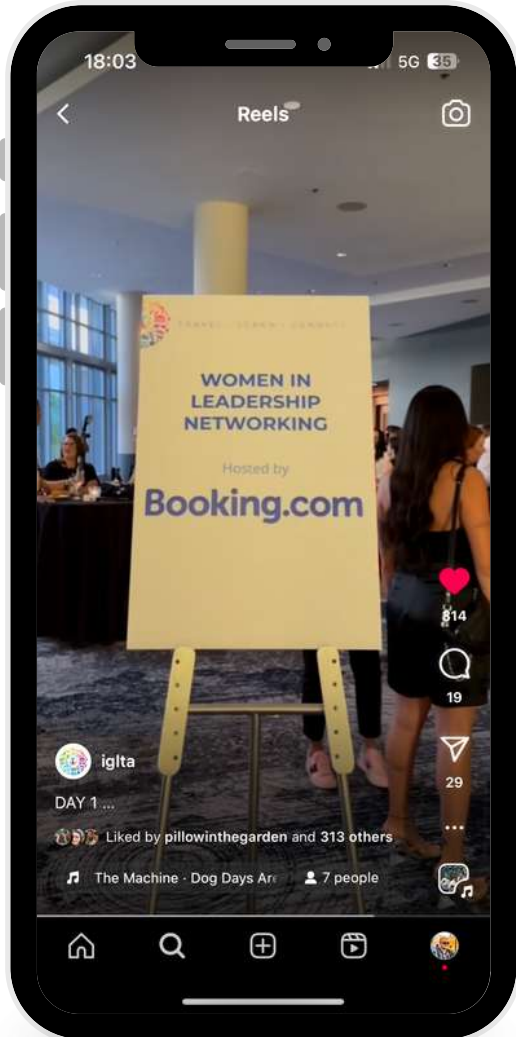 18:03
5G 35
Reels
WOMEN IN
LEADERSHIP
NETWORKING
Hosted by
Booking.com
314
19
29
iglta
DAY 1 ...
Liked by pillowinthegarden and 313 others
The Machine · Dog Days Are
7 people